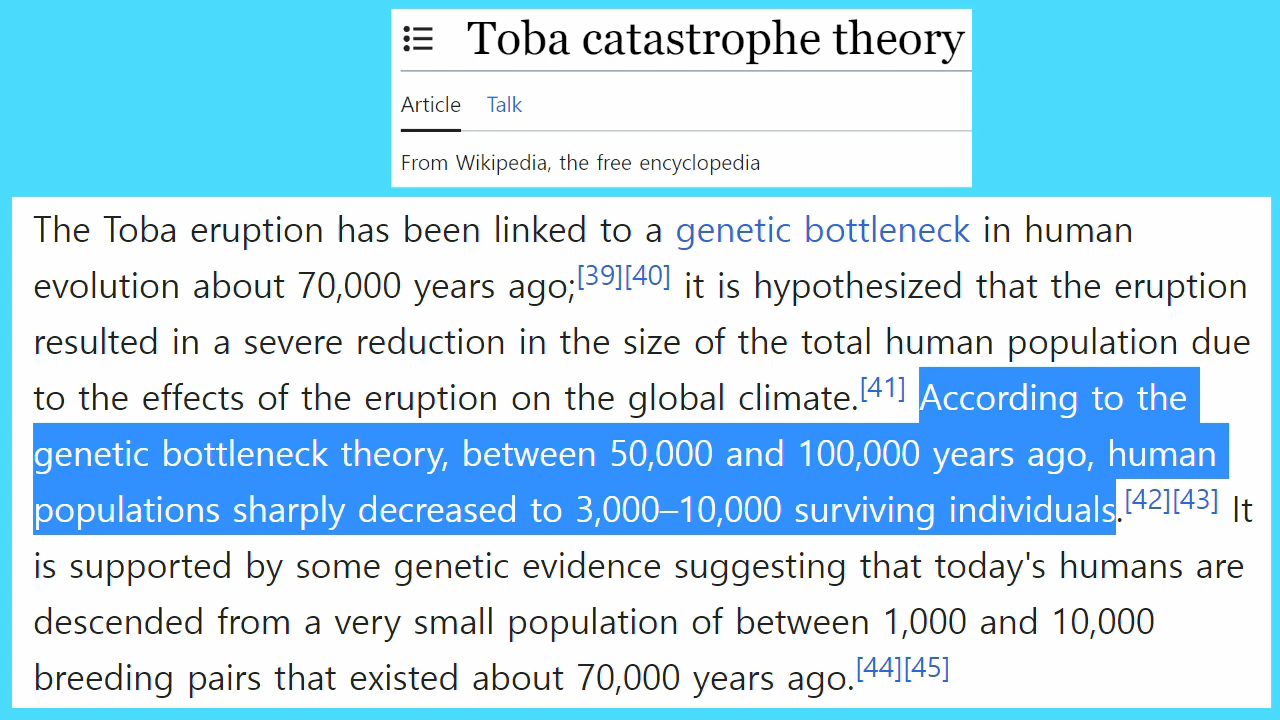 Toba catastrophe theory
Article Talk
From Wikipedia, the free encyclopedia
The Toba eruption has been linked to a genetic bottleneck in human
evolution about 70,000 years ago;[39][40] it is hypothesized that the eruption
resulted in a severe reduction in the size of the total human population due
to the effects of the eruption on the global climate.[41] According to the
genetic bottleneck theory, between 50,000 and 100,000 years ago, human
populations sharply decreased to 3,000–10,000 surviving individuals.[42][43] It
is supported by some genetic evidence suggesting that today's humans are
descended from a very small population of between 1,000 and 10,000
breeding pairs that existed about 70,000 years ago.[44][45]